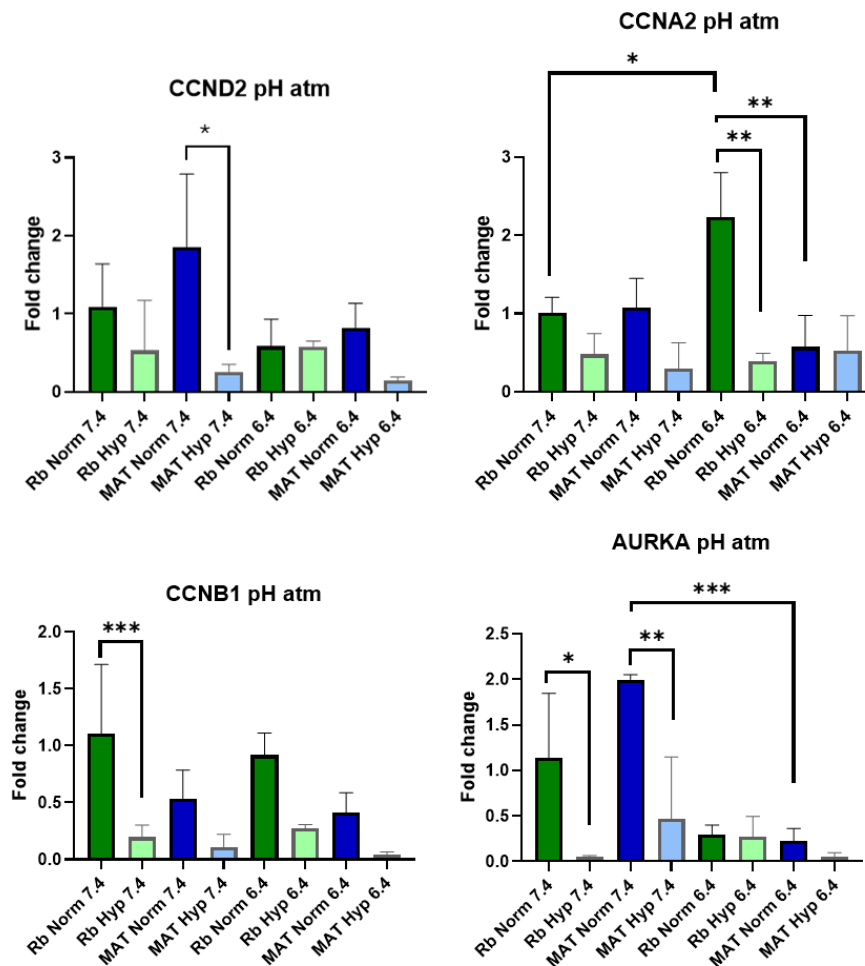 CCND2 pH atm
*
Fold change
3
2
1
0
Rb Norm 7.4
Rb Hyp 7.4
MAT Norm 7.4
MAT Hyp 7.4
Rb Norm 6.4
Rb Hyp 6.4
MAT Norm 6.4
MAT Hyp 6.4
CCNA2 pH atm
*
**
**
Fold change
3
2
1
0
Rb Norm 7.4
Rb Hyp 7.4
MAT Norm 7.4
MAT Hyp 7.4
Rb Norm 6.4
Rb Hyp 6.4
MAT Norm 6.4
MAT Hyp 6.4
CCNB1 pH atm
***
Fold change
2.0
1.5
1.0
0.5
0.0
Rb Norm 7.4
Rb Hyp 7.4
MAT Norm 7.4
MAT Hyp 7.4
Rb Norm 6.4
Rb Hyp 6.4
MAT Norm 6.4
MAT Hyp 6.4
AURKA pH atm
***
*
**
Fold change
2.5
2.0
1.5
1.0
0.5
0.0
Rb Norm 7.4
Rb Hyp 7.4
MAT Norm 7.4
MAT Hyp 7.4
Rb Norm 6.4
Rb Hyp 6.4
MAT Norm 6.4
MAT Hyp 6.4